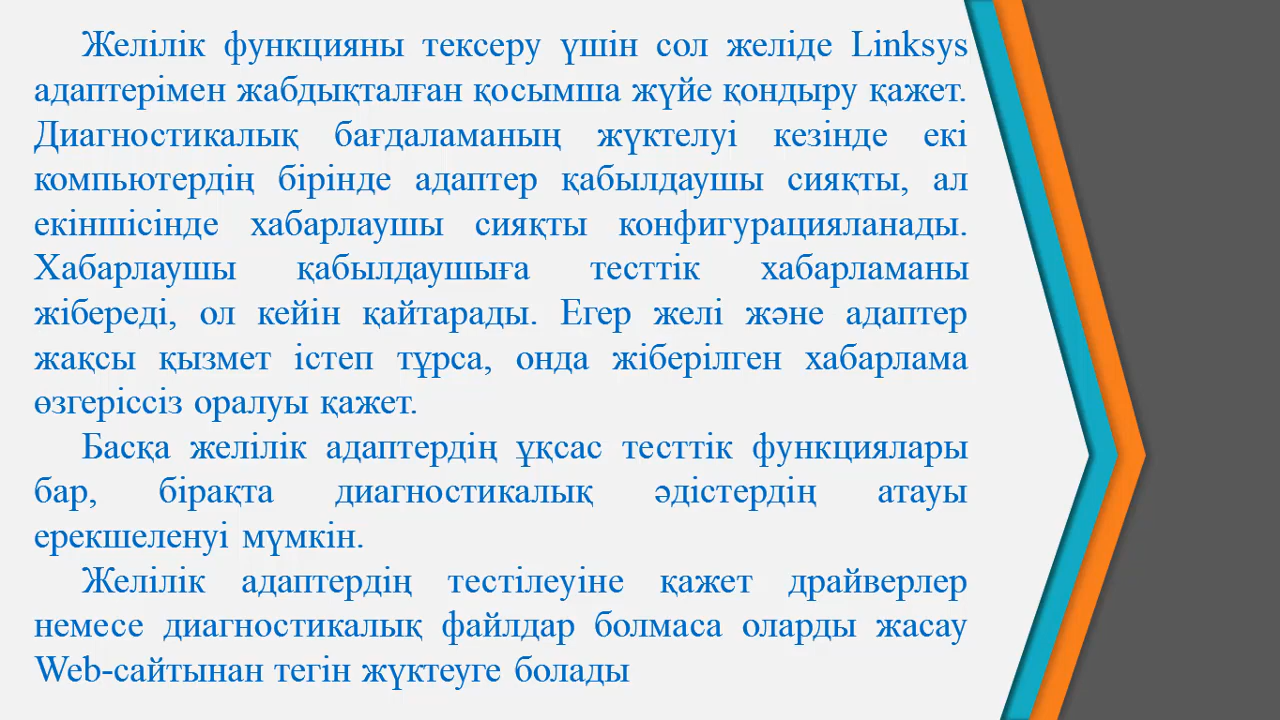 Желілік функцияны тексеру үшін сол желіде Linksys
адаптерімен жабдықталған қосымша жүйе қондыру қажет.
Диагностикалық бағдаламаның жүктелуі кезінде екі
компьютердің бірінде адаптер қабылдаушы сияқты, ал
екіншісінде хабарлаушы сияқты конфигурацияланады.
Хабарлаушы қабылдаушыға тесттік хабарламаны
жібереді, ол кейін қайтарады. Егер желі және адаптер
жақсы қызмет істеп тұрса, онда жіберілген хабарлама
өзгеріссіз оралуы қажет.
Басқа желілік адаптердің ұқсас тесттік функциялары
бар, бірақта диагностикалық әдістердің атауы
ерекшеленуі мүмкін.
Желілік адаптердің тестілеуіне қажет драйверлер
немесе диагностикалық файлдар болмаса оларды жасау
Web-сайтынан тегін жүктеуге болады